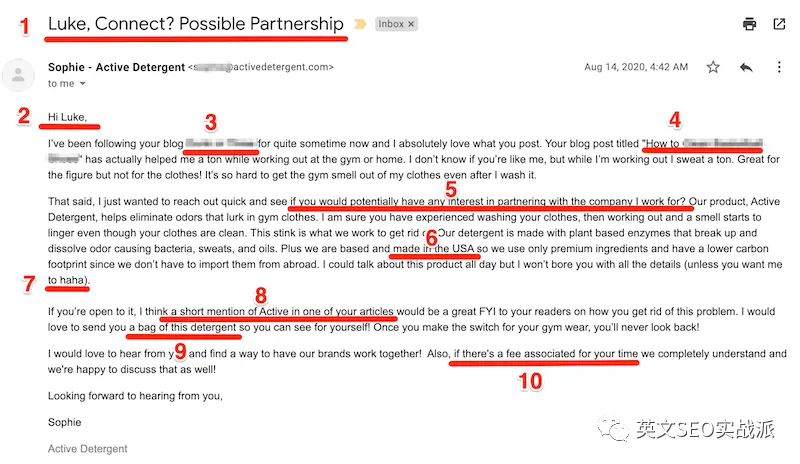 1 Luke, Connect? Possible Partnership Inbox ×
Sophie - Active Detergent < @activedetergent.com> Aug 14, 2020, 4:42 AM
to me
2 Hi Luke,
3 4
I've been following your blog for quite sometime now and I absolutely love what you post. Your blog post titled "How to
" has actually helped me a ton while working out at the gym or home. I don't know if you're like me, but while I'm working out I sweat a ton. Great for
the figure but not for the clothes! It's so hard to get the gym smell out of my clothes even after I wash it.
5
That said, I just wanted to reach out quick and see if you would potentially have any interest in partnering with the company I work for? Our product, Active
Detergent, helps eliminate odors that lurk in gym clothes. I am sure you have experienced washing your clothes, then working out and a smell starts to
linger even though your clothes are clean. This stink is what we work to get rid 6 Our detergent is made with plant based enzymes that break up and
dissolve odor causing bacteria, sweats, and oils. Plus we are based and made in the USA so we use only premium ingredients and have a lower carbon
footprint since we don't have to import them from abroad. I could talk about this product all day but I won't bore you with all the details (unless you want me
7 to haha).
8
If you're open to it, I think a short mention of Active in one of your articles would be a great FYI to your readers on how you get rid of this problem. I would
love to send you a bag of this detergent so you can see for yourself! Once you make the switch for your gym wear, you'll never look back!
9
I would love to hear from and find a way to have our brands work together! Also, if there's a fee associated for your time we completely understand and
we're happy to discuss that as well!
10
Looking forward to hearing from you,
Sophie
Active Detergent
英文SEO实战派